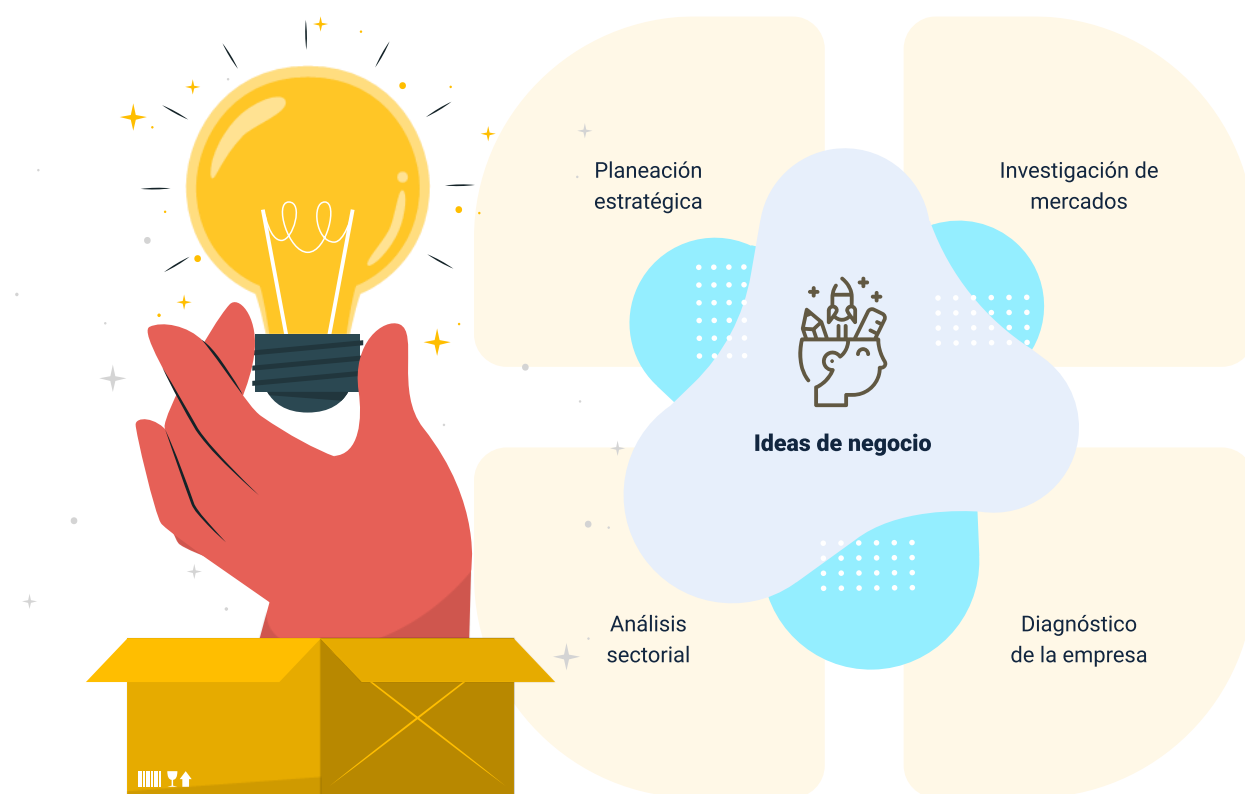 Planeación
estratégica
Investigación de
mercados
Ideas de negocio
Análisis
sectorial
Diagnóstico
de la empresa